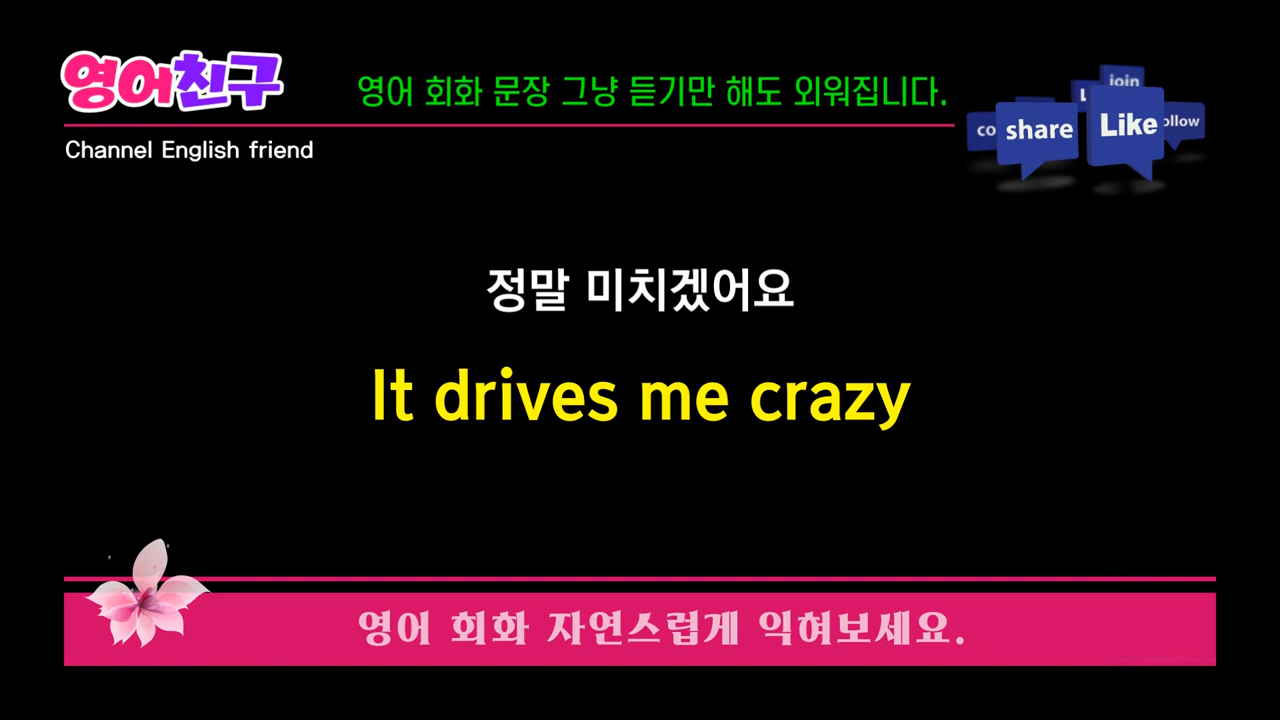 영어친구
영어 회화 문장 그냥 듣기만 해도 외워집니다.
Channel English friend
join
share
Like
정말 미치겠어요
It drives me crazy
영어 회화 자연스럽게 익혀보세요.